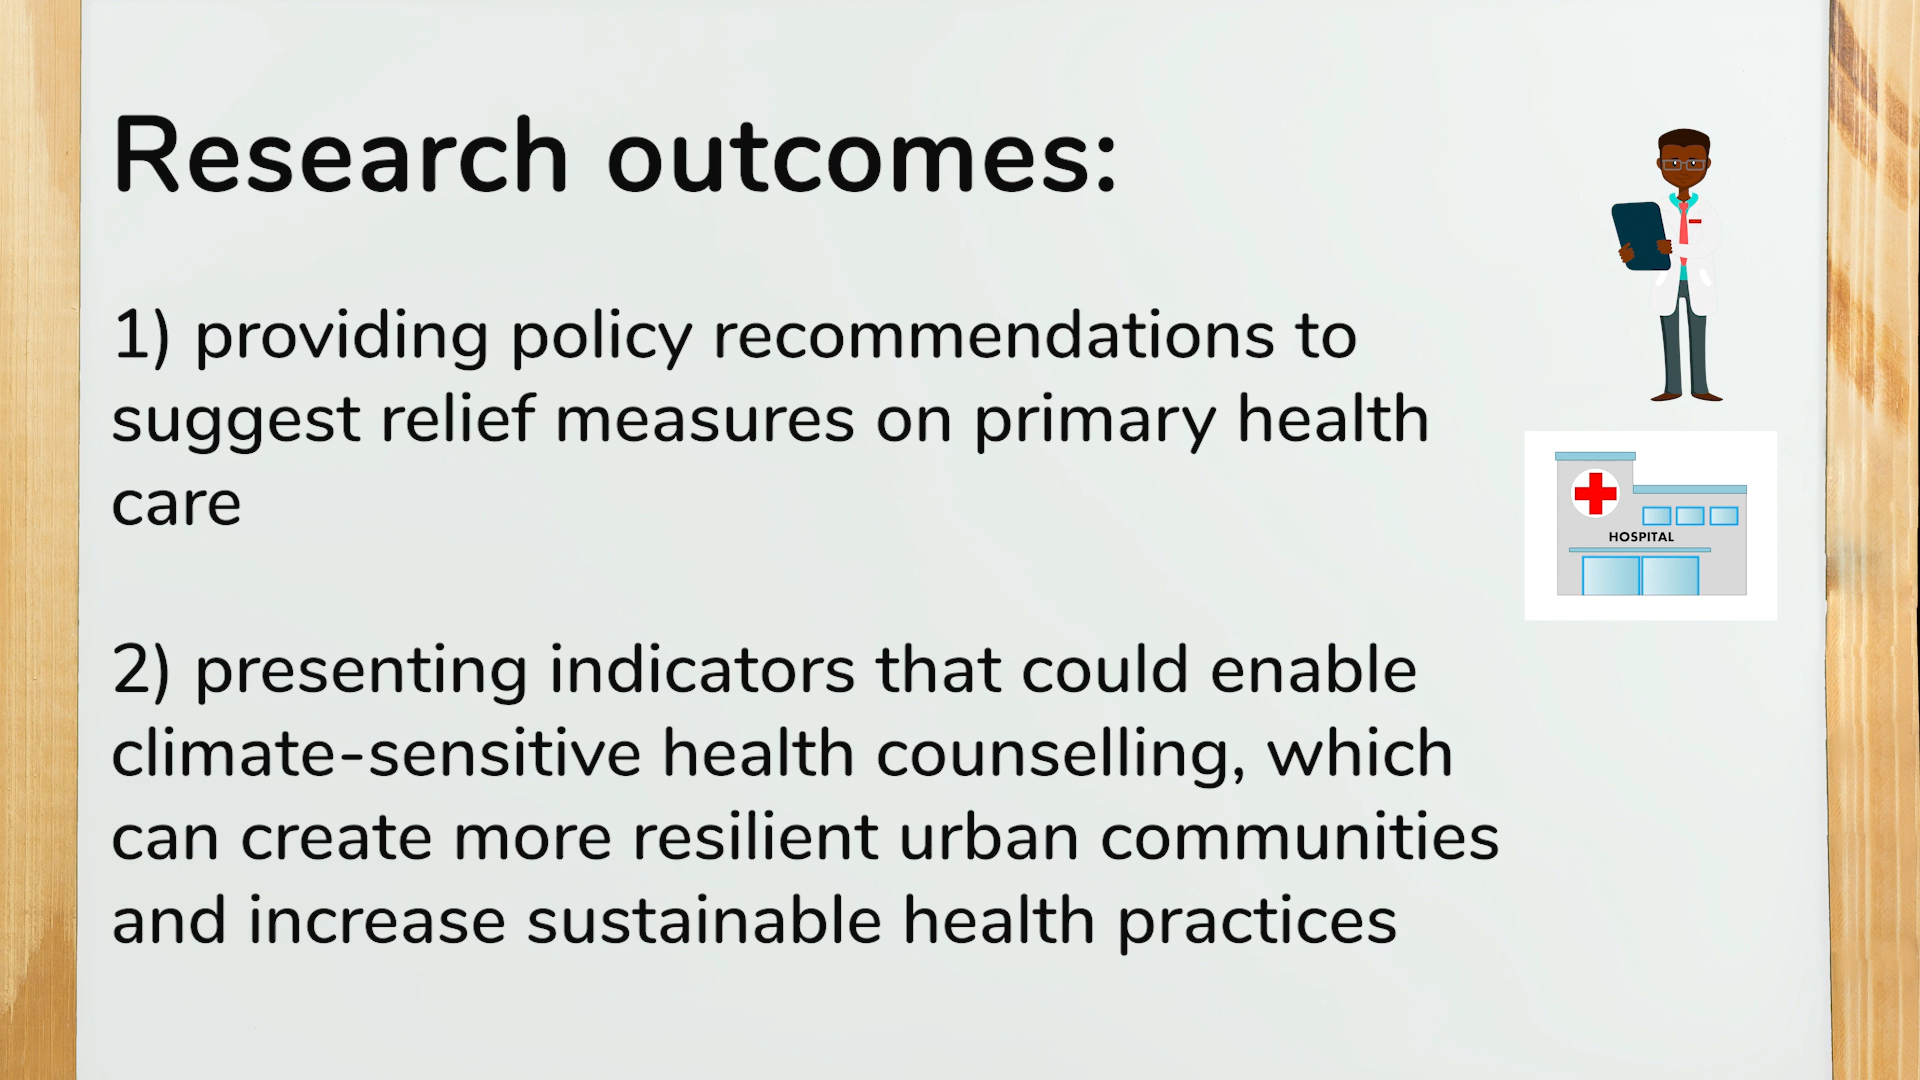 Research outcomes:
1) providing policy recommendations to
suggest relief measures on primary health
care
HOSPITAL
2) presenting indicators that could enable
climate-sensitive health counselling, which
can create more resilient urban communities
and increase sustainable health practices